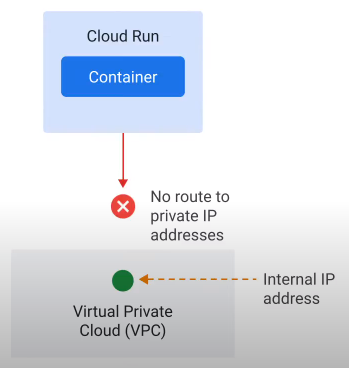 Cloud Run
Container
No route to
private IP
addresses
Internal IP
address
Virtual Private
Cloud (VPC)